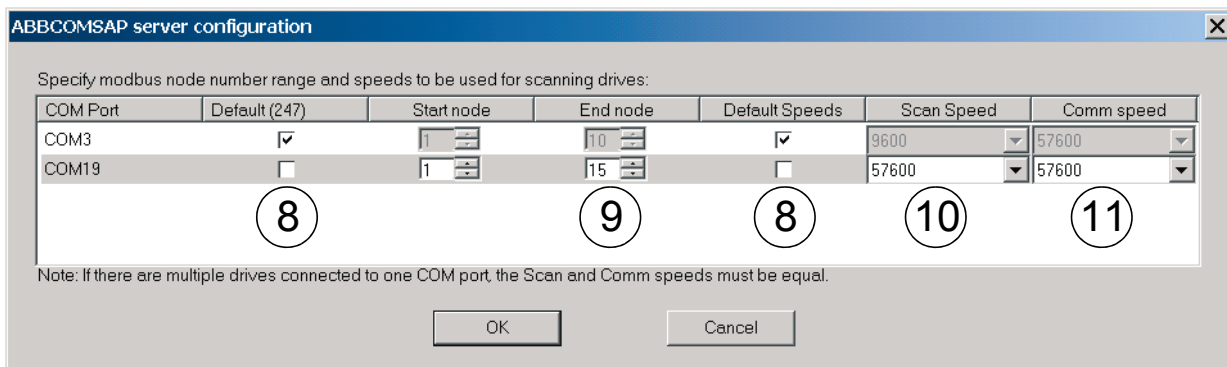 ABBCOMSAP server configuration
Specify modbus node number range and speeds to be used for scanning drives:
COM Port Default (247) Start node End node Default Speeds Scan Speed Comm speed
COM3 1 10 9600 57600
COM19 1 15 57600 57600
8 9 8 10 11
Note: If there are multiple drives connected to one COM port, the Scan and Comm speeds must be equal.
OK Cancel